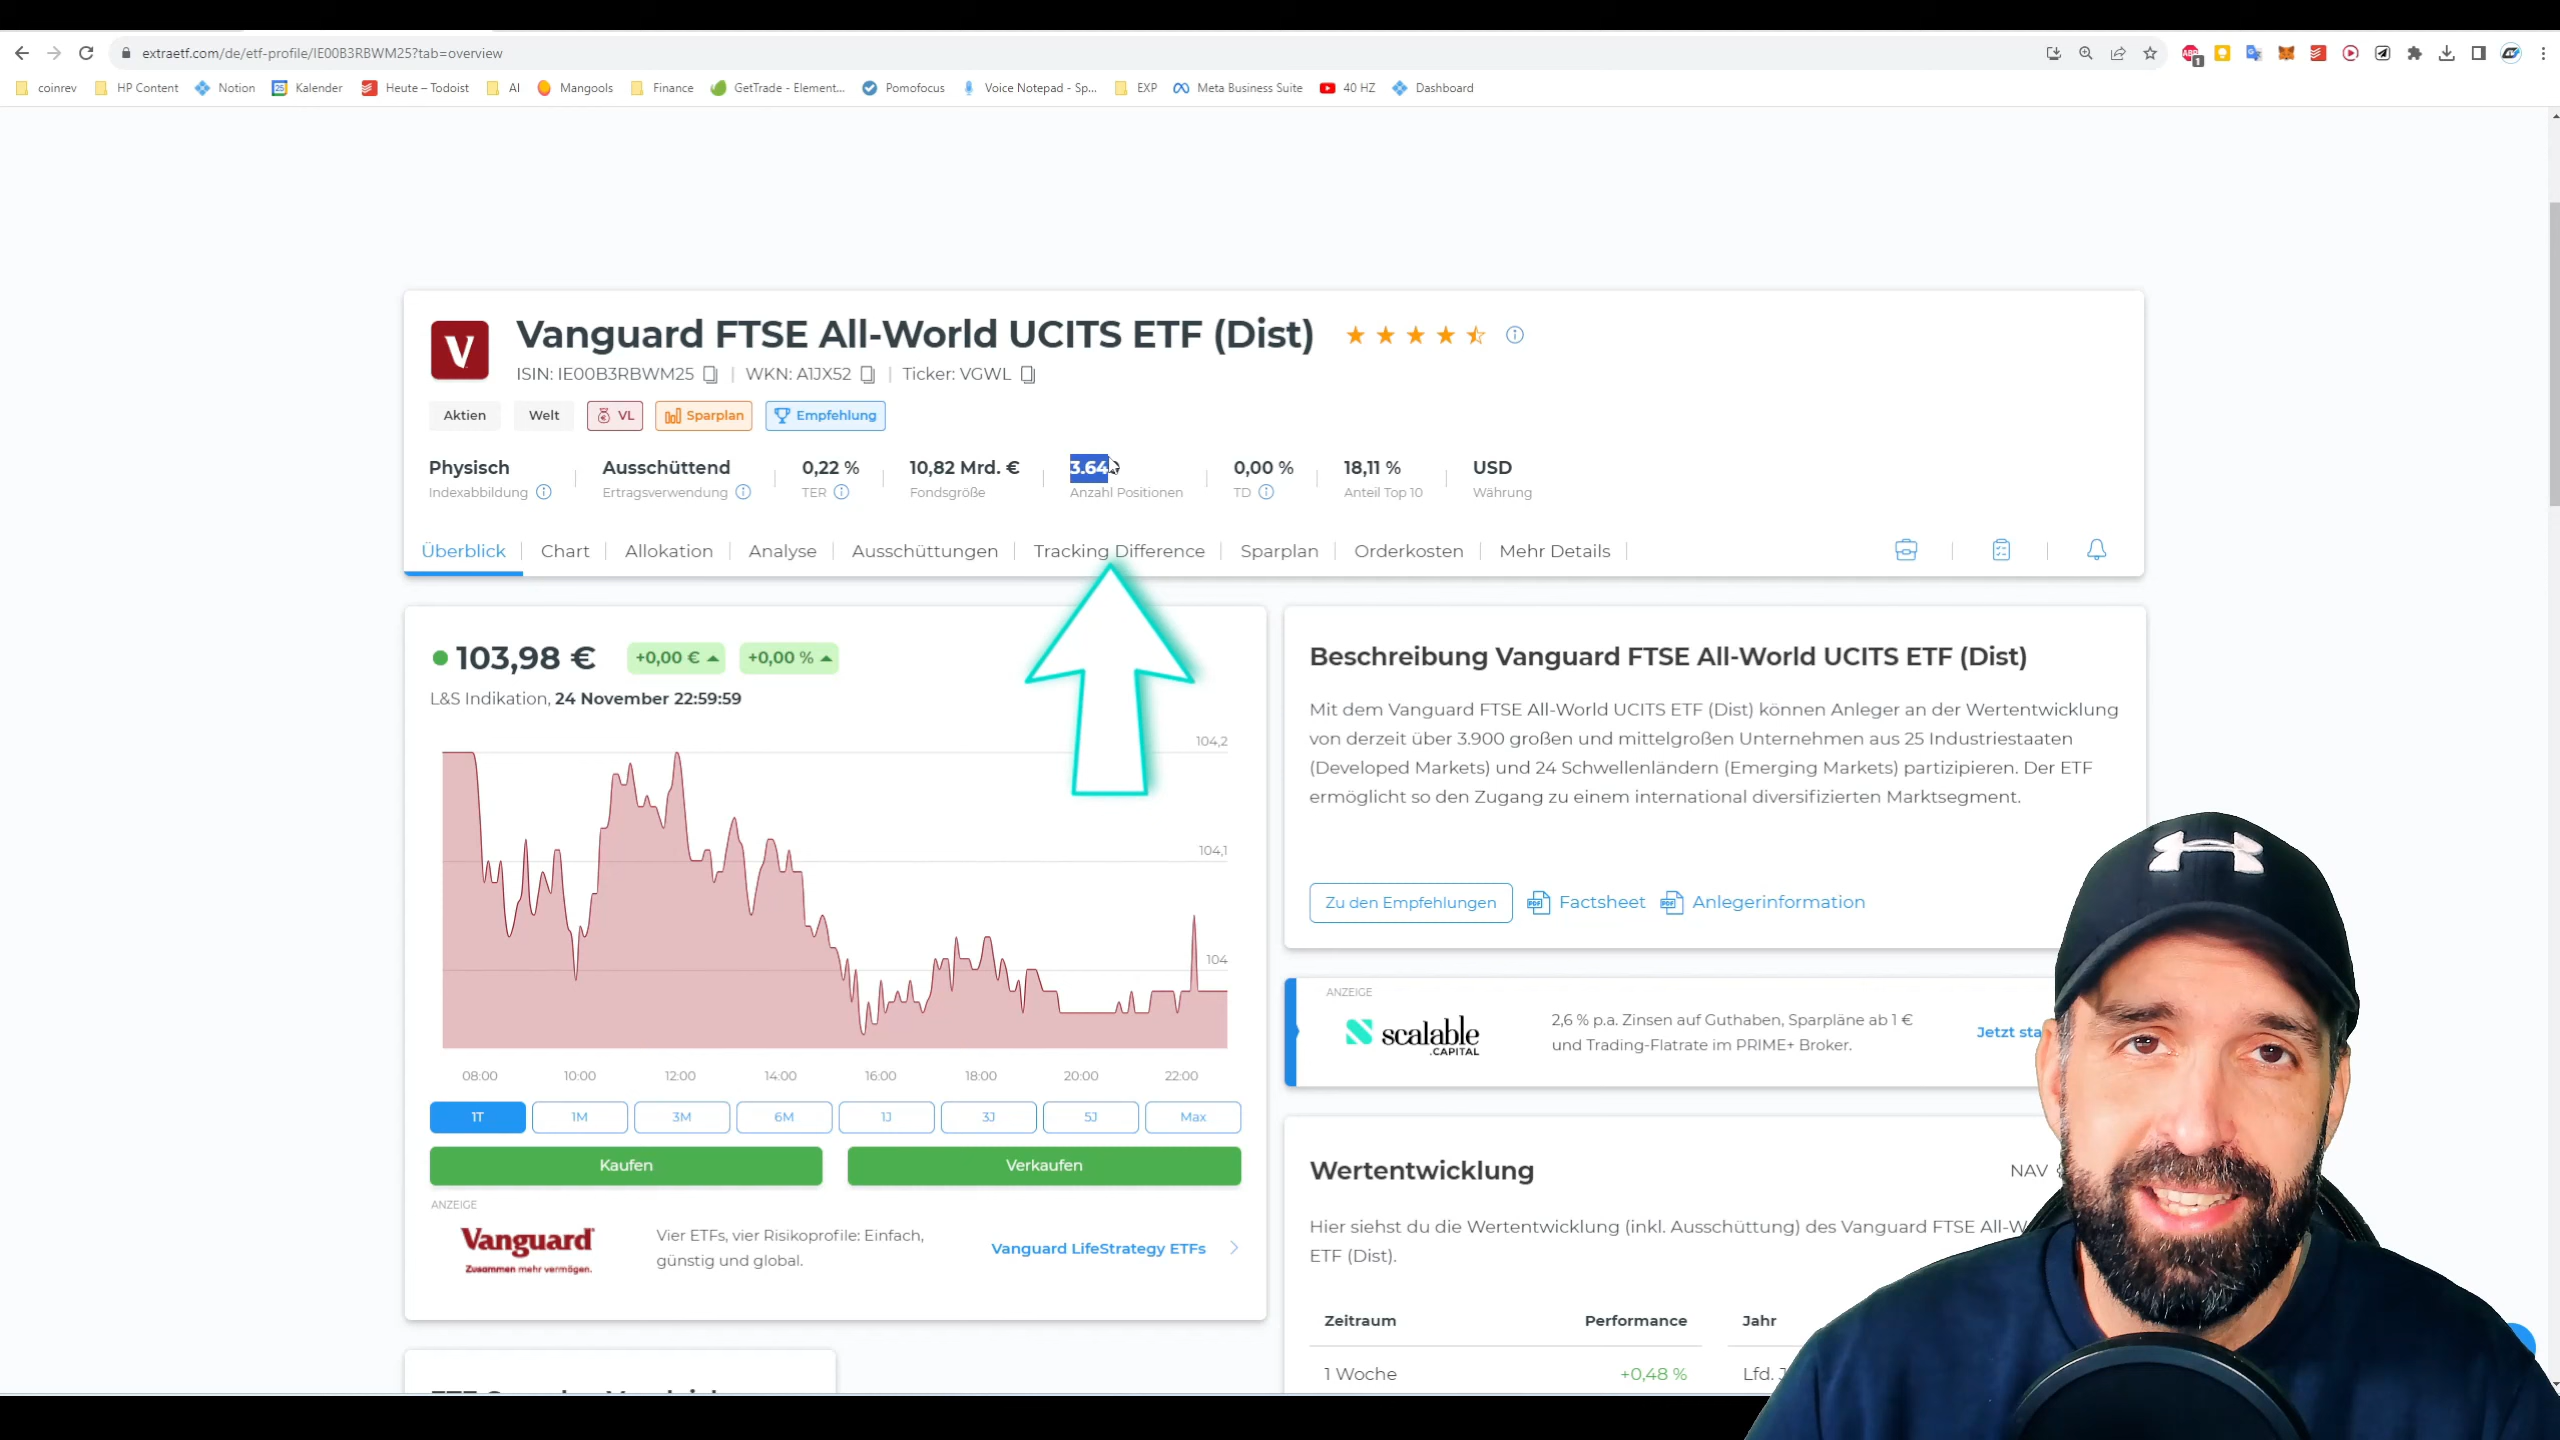 extraetf.com/de/etf-profile/IE00B3RBWM25?tab=overview
coinrev HP Content Notion Kalender Heute – Todoist AI Mangools Finance GetTrade - Element... Pomofocus Voice Notepad - Sp... EXP Meta Business Suite 40 HZ Dashboard
Vanguard FTSE All-World UCITS ETF (Dist)
ISIN: IE00B3RBWM25 | WKN: A1JX52 | Ticker: VGWL
Aktien Welt VL Sparplan Empfehlung
Physisch Ausschüttend 0,22 % 10,82 Mrd. € 3.64 0,00 % 18,11 % USD
Indexabbildung Ertragsverwendung TER Fondsgröße Anzahl Positionen TD Anteil Top 10 Währung
Überblick Chart Allokation Analyse Ausschüttungen Tracking Difference Sparplan Orderkosten Mehr Details
103,98 € +0,00 € +0,00 %
L&S Indikation, 24 November 22:59:59
104,2
104,1
104
08:00 10:00 12:00 14:00 16:00 18:00 20:00 22:00
1T 1M 3M 6M 1J 3J 5J Max
Kaufen Verkaufen
ANZEIGE
Vanguard
Zusammen mehr vermögen.
Vier ETFs, vier Risikoprofile: Einfach,
günstig und global.
Vanguard LifeStrategy ETFs
Beschreibung Vanguard FTSE All-World UCITS ETF (Dist)
Mit dem Vanguard FTSE All-World UCITS ETF (Dist) können Anleger an der Wertentwicklung
von derzeit über 3.900 großen und mittelgroßen Unternehmen aus 25 Industriestaaten
(Developed Markets) und 24 Schwellenländern (Emerging Markets) partizipieren. Der ETF
ermöglicht so den Zugang zu einem international diversifizierten Marktsegment.
Zu den Empfehlungen Factsheet Anlegerinformation
ANZEIGE
scalable
.CAPITAL
2,6 % p.a. Zinsen auf Guthaben, Sparpläne ab 1 €
und Trading-Flatrate im PRIME+ Broker.
Jetzt sta
Wertentwicklung
NAV
Hier siehst du die Wertentwicklung (inkl. Ausschüttung) des Vanguard FTSE All-W
ETF (Dist).
Zeitraum Performance Jahr
1 Woche +0,48 % Lfd. J